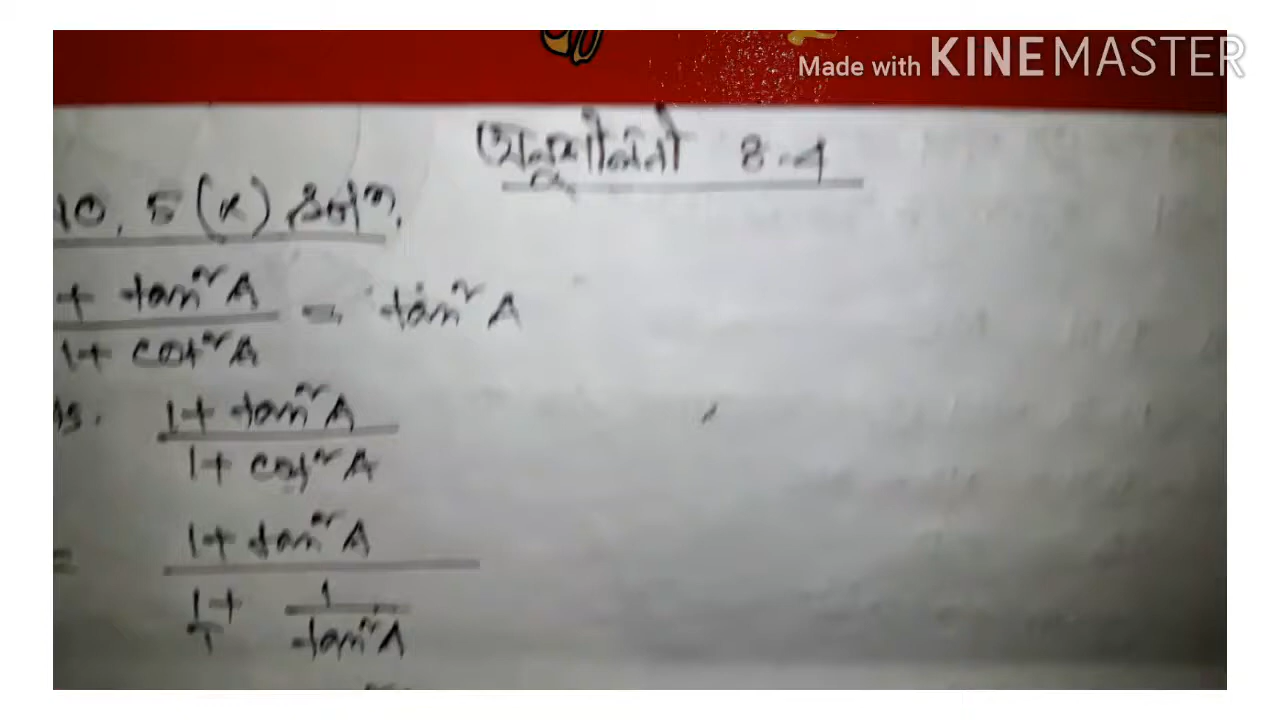 Made with KINEMASTER
অনুশীলনী 8.4
10. 5 (x)
+ tan²A = tan²A
1+ cot²A
1+ tan²A
1+ cot²A
= 1+ tan²A
1/1 + 1/tan²A